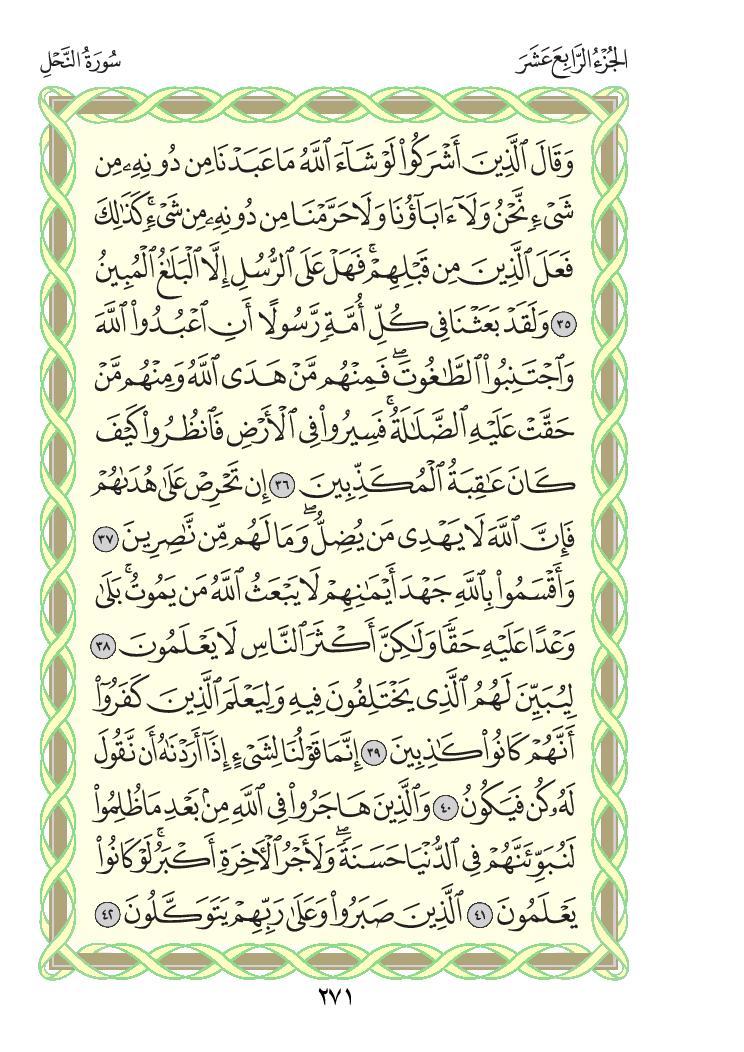 الجُزْءُ الرَّابِعَ عَشَرَ
سُورَةُ النَّحْلِ
وَقَالَ ٱلَّذِينَ أَشْرَكُوا۟ لَوْ شَآءَ ٱللَّهُ مَا عَبَدْنَا مِن دُونِهِۦ مِن
شَىْءٍ نَّحْنُ وَلَآ ءَابَآؤُنَا وَلَا حَرَّمْنَا مِن دُونِهِۦ مِن شَىْءٍ ۚ كَذَٰلِكَ
فَعَلَ ٱلَّذِينَ مِن قَبْلِهِمْ ۚ فَهَلْ عَلَى ٱلرُّسُلِ إِلَّا ٱلْبَلَٰغُ ٱلْمُبِينُ
٣٥ وَلَقَدْ بَعَثْنَا فِى كُلِّ أُمَّةٍ رَّسُولًا أَنِ ٱعْبُدُوا۟ ٱللَّهَ
وَٱجْتَنِبُوا۟ ٱلطَّٰغُوتَ ۖ فَمِنْهُم مَّنْ هَدَى ٱللَّهُ وَمِنْهُم مَّنْ
حَقَّتْ عَلَيْهِ ٱلضَّلَٰلَةُ ۚ فَسِيرُوا۟ فِى ٱلْأَرْضِ فَٱنظُرُوا۟ كَيْفَ
كَانَ عَٰقِبَةُ ٱلْمُكَذِّبِينَ ٣٦ إِن تَحْرِصْ عَلَىٰ هُدَىٰهُمْ
فَإِنَّ ٱللَّهَ لَا يَهْدِى مَن يُضِلُّ ۖ وَمَا لَهُم مِّن نَّٰصِرِينَ ٣٧
وَأَقْسَمُوا۟ بِٱللَّهِ جَهْدَ أَيْمَٰنِهِمْ لَا يَبْعَثُ ٱللَّهُ مَن يَمُوتُ ۚ بَلَىٰ
وَعْدًا عَلَيْهِ حَقًّا وَلَٰكِنَّ أَكْثَرَ ٱلنَّاسِ لَا يَعْلَمُونَ ٣٨
لِيُبَيِّنَ لَهُمُ ٱلَّذِى يَخْتَلِفُونَ فِيهِ وَلِيَعْلَمَ ٱلَّذِينَ كَفَرُوٓا۟
أَنَّهُمْ كَانُوا۟ كَٰذِبِينَ ٣٩ إِنَّمَا قَوْلُنَا لِشَىْءٍ إِذَآ أَرَدْنَٰهُ أَن نَّقُولَ
لَهُۥ كُن فَيَكُونُ ٤٠ وَٱلَّذِينَ هَاجَرُوا۟ فِى ٱللَّهِ مِنۢ بَعْدِ مَا ظُلِمُوا۟
لَنُبَوِّئَنَّهُمْ فِى ٱلدُّنْيَا حَسَنَةً ۖ وَلَأَجْرُ ٱلْءَاخِرَةِ أَكْبَرُ ۚ لَوْ كَانُوا۟
يَعْلَمُونَ ٤١ ٱلَّذِينَ صَبَرُوا۟ وَعَلَىٰ رَبِّهِمْ يَتَوَكَّلُونَ ٤٢
٢٧١